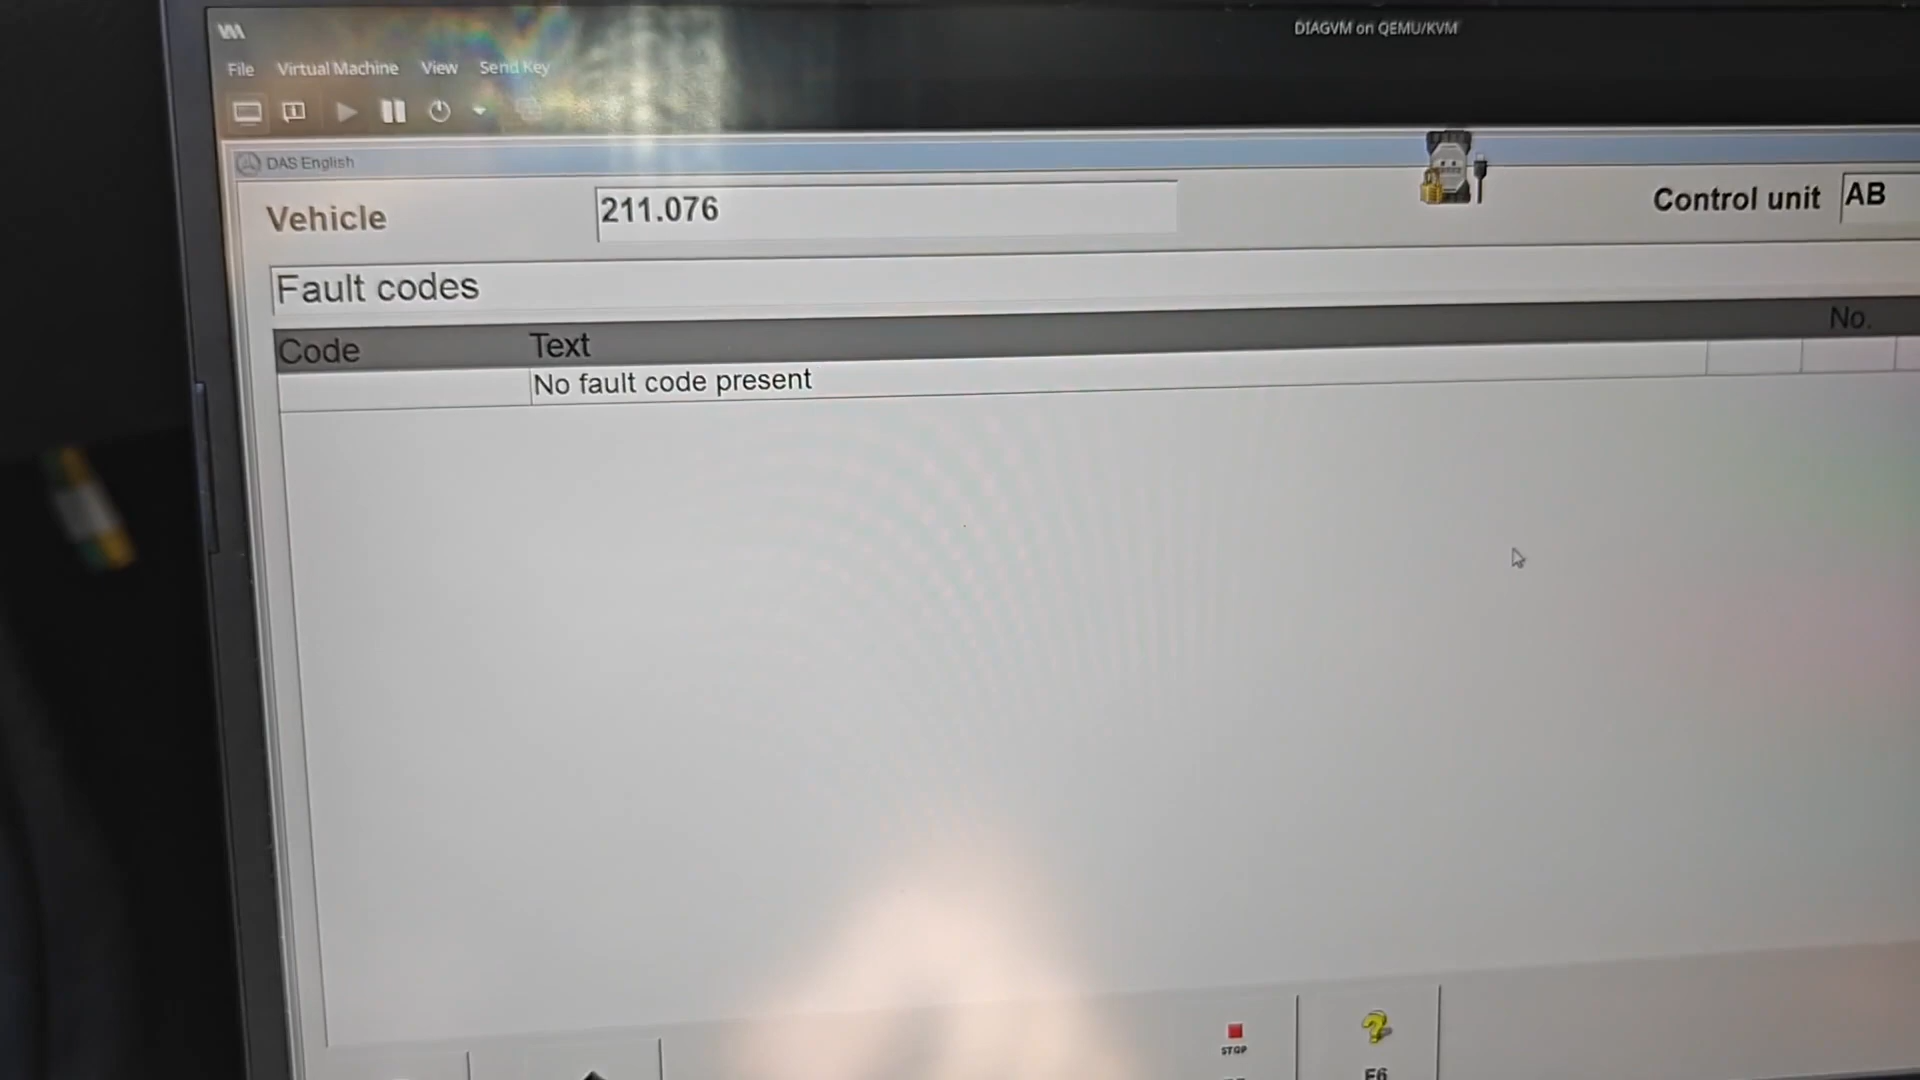 DIAGVM on QEMU/KVM
File Virtual Machine View Send Key
DAS English
Vehicle 211.076 Control unit AB
Fault codes
Code Text No.
No fault code present
STOP
F6